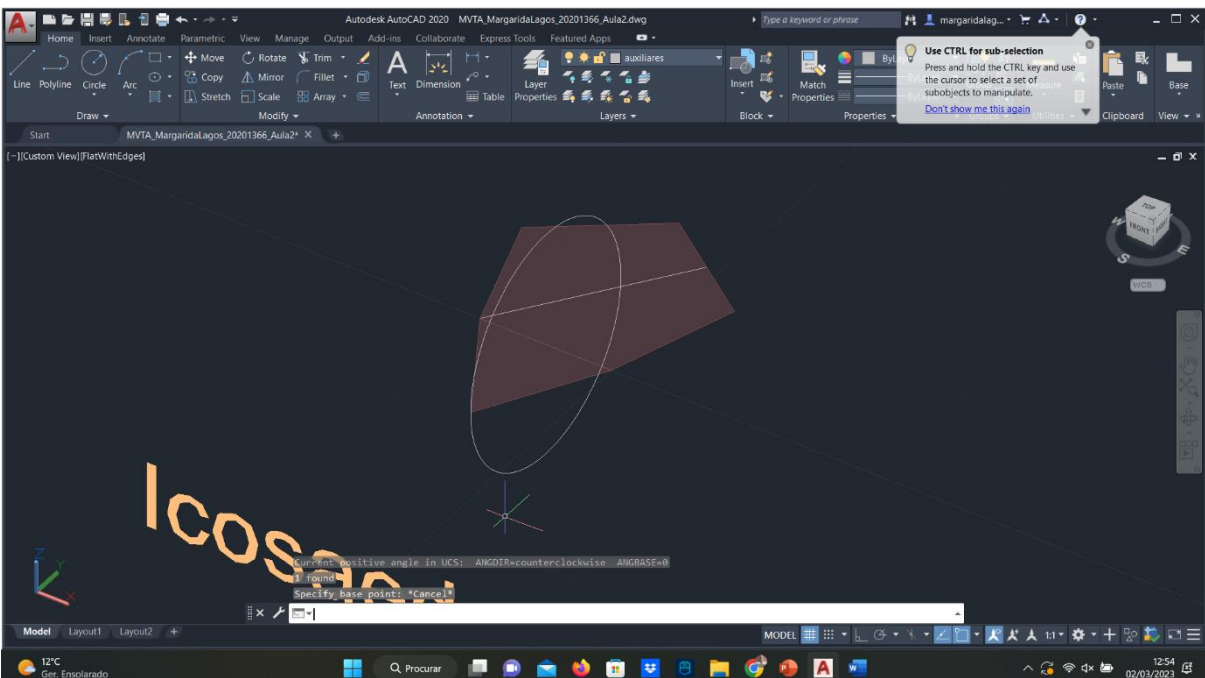 Autodesk AutoCAD 2020 MVTA_MargaridaLagos_20201366_Aula2.dwg
Type a keyword or phrase
margaridalag...
Home Insert Annotate Parametric View Manage Output Add-ins Collaborate Express Tools Featured Apps
Use CTRL for sub-selection
Press and hold the CTRL key and use
the cursor to select a set of
subobjects to manipulate.
Don't show me this again
Line Polyline Circle Arc
Move Rotate Trim
Copy Mirror Fillet
Stretch Scale Array
Text Dimension
Table
Layer
Properties
auxiliares
Insert
Match
Properties
Paste
Base
Draw Modify Annotation Layers Block Properties Clipboard View
Start MVTA_MargaridaLagos_20201366_Aula2* X +
[−][Custom View][FlatWithEdges]
TOP
W FRONT
S E
WCS
Icosaed
Z Y X
Current positive angle in UCS: ANGDIR=counterclockwise ANGBASE=0
1 found
Specify base point: *Cancel*
Model Layout1 Layout2 +
MODEL 1:1
12°C
Ger. Ensolarado
Procurar
12:54
02/03/2023